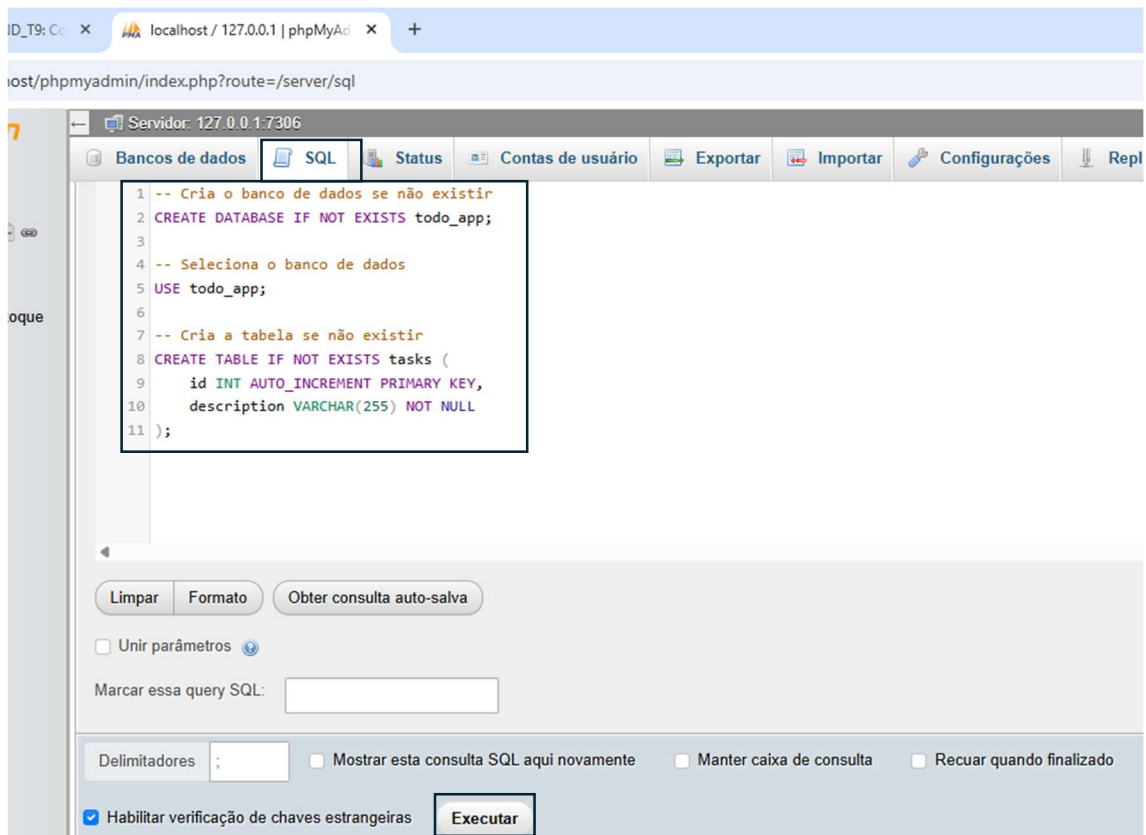 ID_T9: Co
localhost / 127.0.0.1 | phpMyAd
ost/phpmyadmin/index.php?route=/server/sql
Servidor: 127.0.0.1:7306
Bancos de dados SQL Status Contas de usuário Exportar Importar Configurações Repl
1 -- Cria o banco de dados se não existir
2 CREATE DATABASE IF NOT EXISTS todo_app;
3
4 -- Seleciona o banco de dados
5 USE todo_app;
6
7 -- Cria a tabela se não existir
8 CREATE TABLE IF NOT EXISTS tasks (
9 id INT AUTO_INCREMENT PRIMARY KEY,
10 description VARCHAR(255) NOT NULL
11 );
oque
Limpar Formato Obter consulta auto-salva
Unir parâmetros
Marcar essa query SQL:
Delimitadores ; Mostrar esta consulta SQL aqui novamente Manter caixa de consulta Recuar quando finalizado
Habilitar verificação de chaves estrangeiras Executar